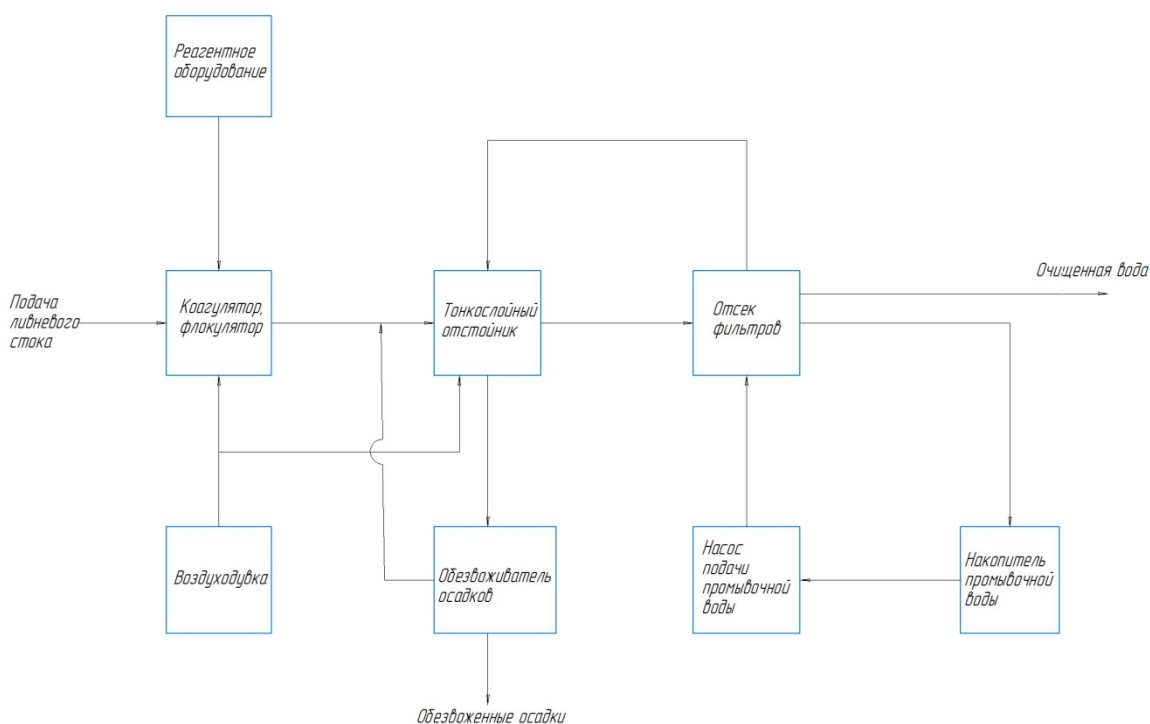 Реагентное
оборудование
Очищенная вода
Подача
ливневого
стока
Коагулятор,
флокулятор
Тонкослойный
отстойник
Отсек
фильтров
Воздуходувка
Обезвоживатель
осадков
Насос
подачи
промывочной
воды
Накопитель
промывочной
воды
Обезвоженные осадки